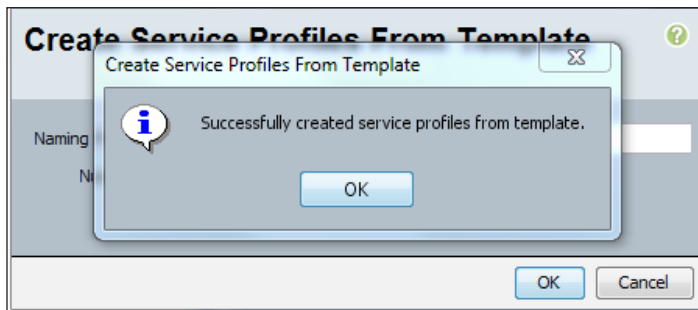 Create Service Profiles From Template
?
Create Service Profiles From Template
Successfully created service profiles from template.
Naming
OK
OK Cancel